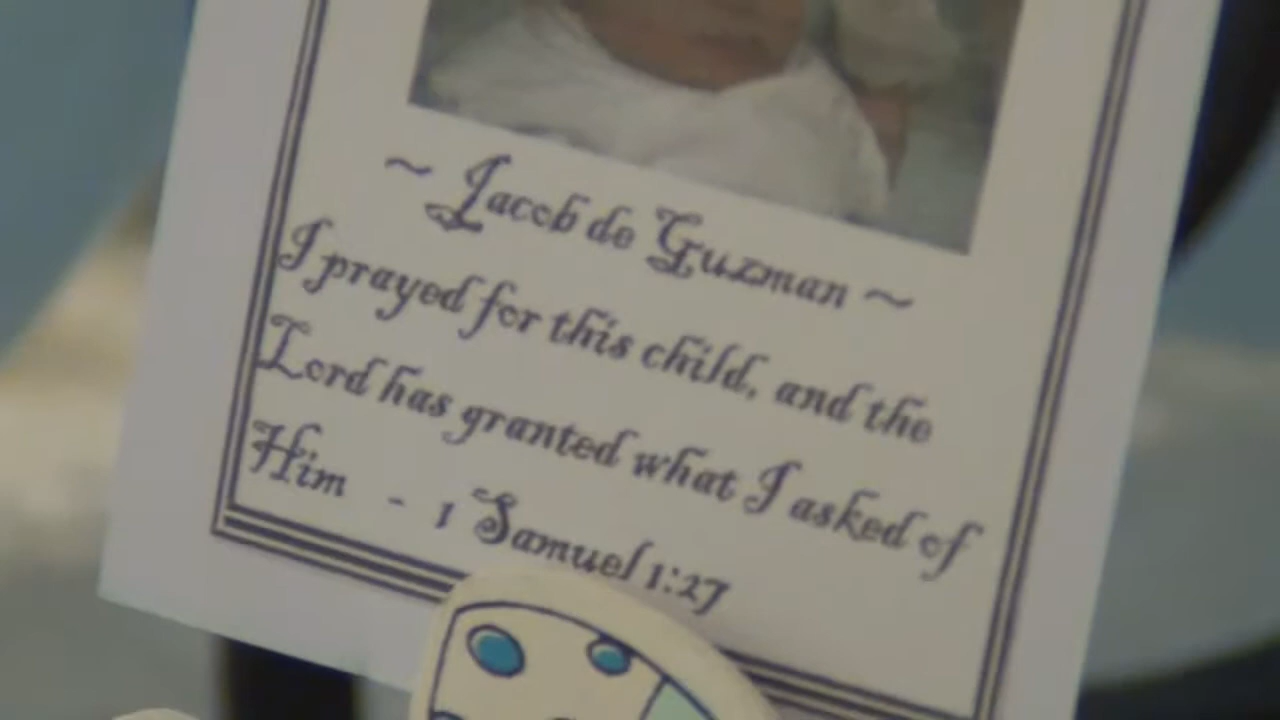 ~ Jacob de Guzman ~
I prayed for this child, and the
Lord has granted what I asked of
Him - 1 Samuel 1:27